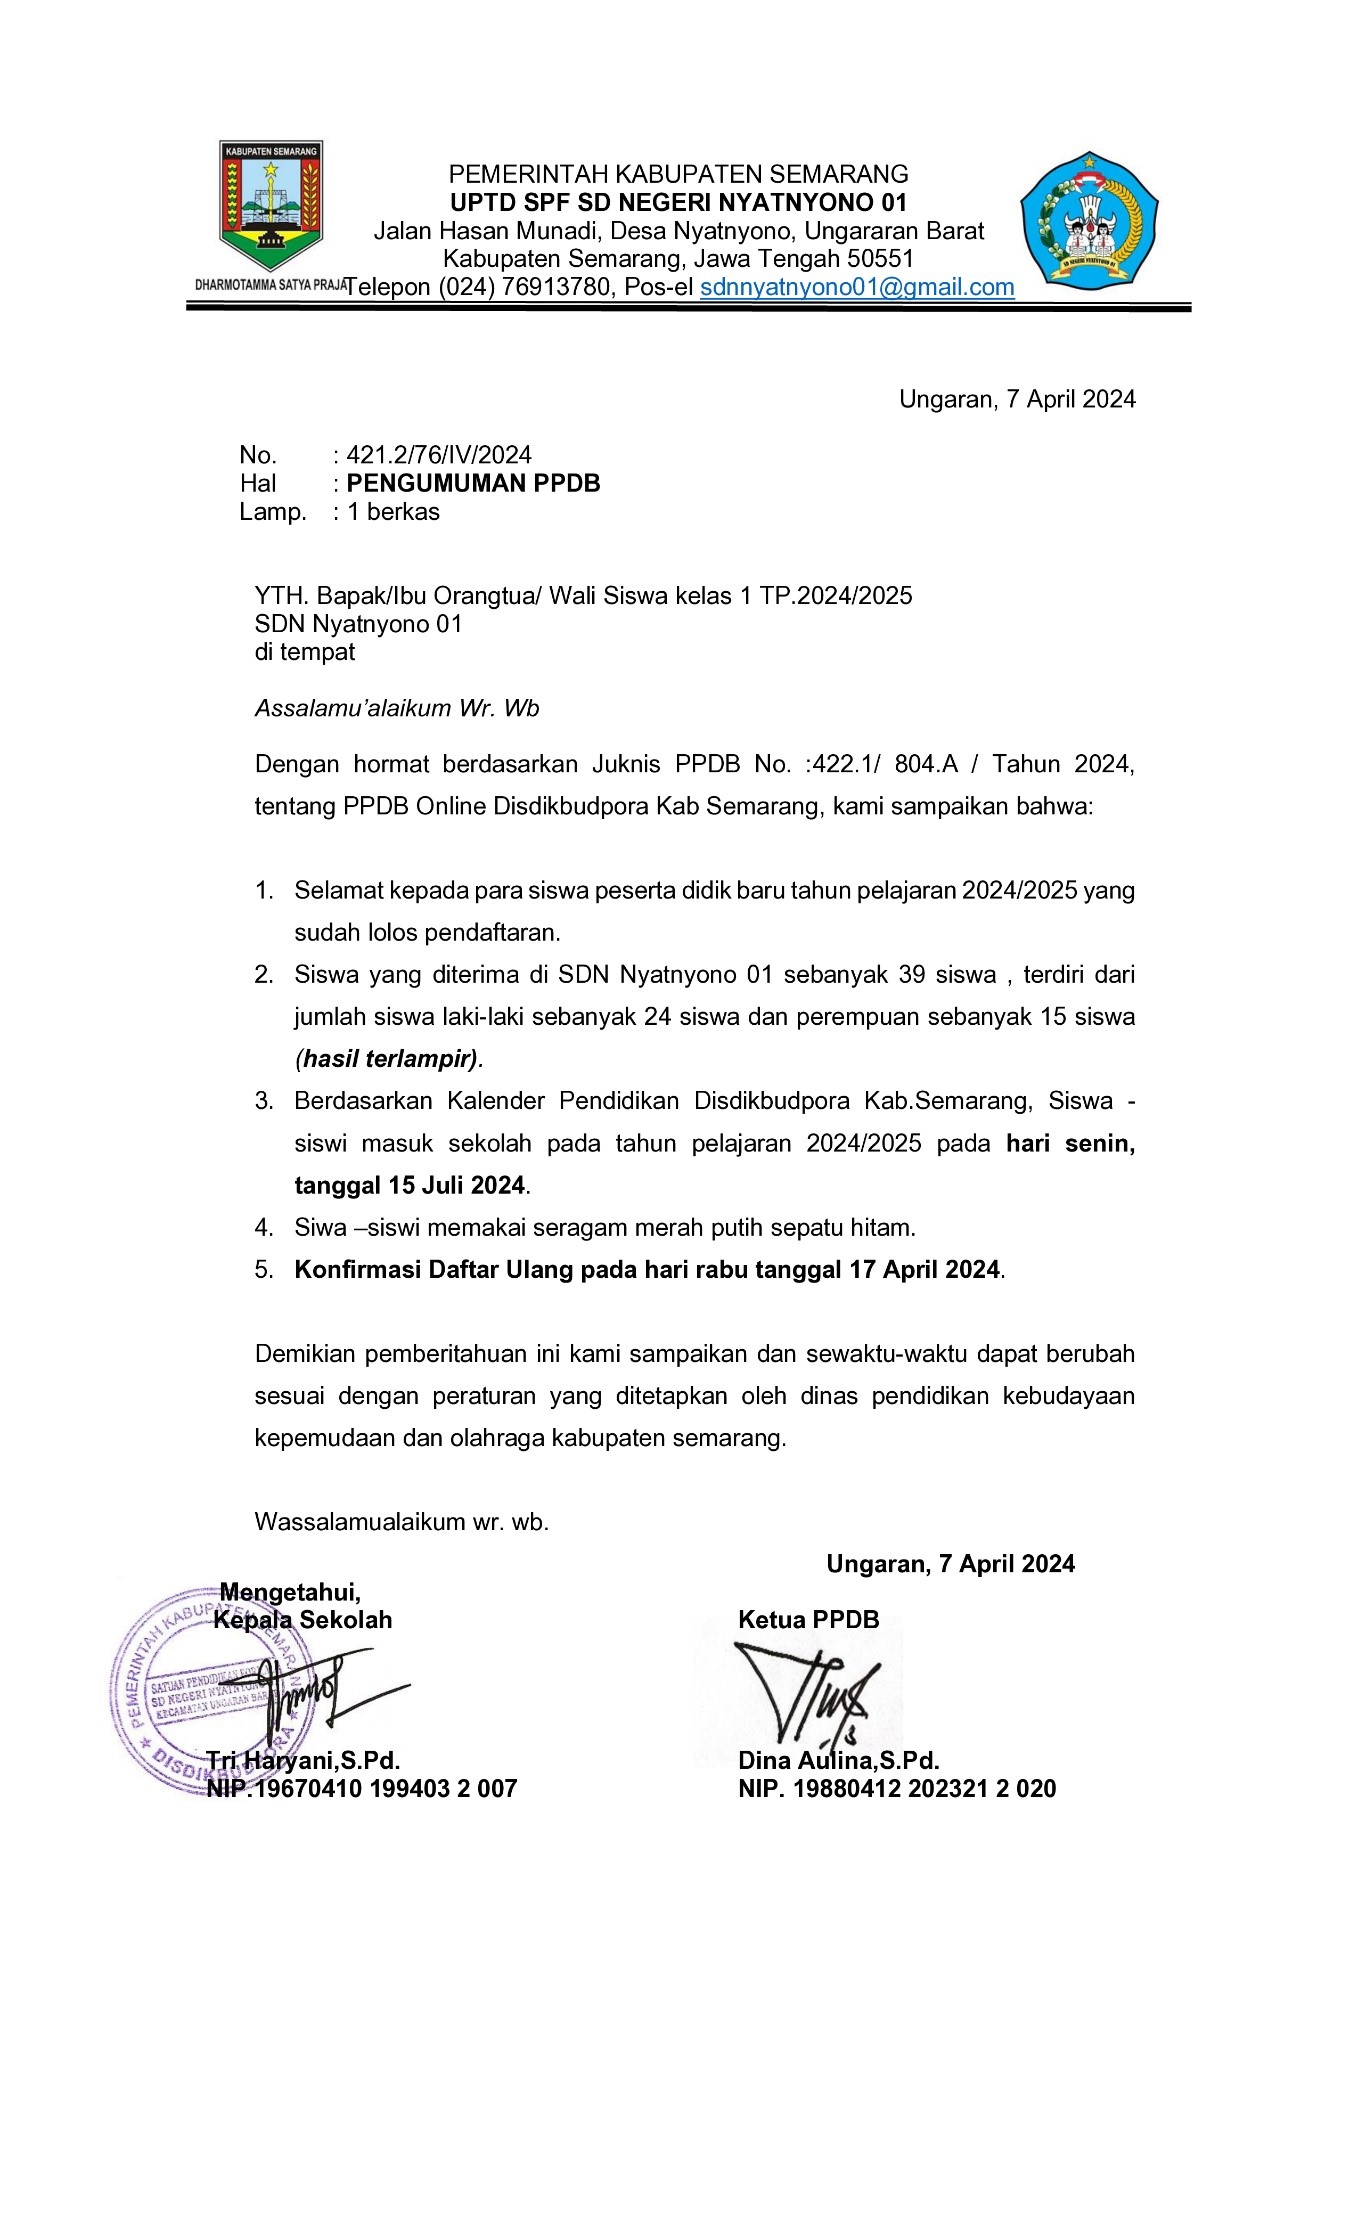 KABUPATEN SEMARANG
DHARMOTAMMA SATYA PRAJA
PEMERINTAH KABUPATEN SEMARANG
UPTD SPF SD NEGERI NYATNYONO 01
Jalan Hasan Munadi, Desa Nyatnyono, Ungararan Barat
Kabupaten Semarang, Jawa Tengah 50551
Telepon (024) 76913780, Pos-el sdnnyatnyono01@gmail.com
SD NEGERI NYATNYONO 01
Ungaran, 7 April 2024
No. : 421.2/76/IV/2024
Hal : PENGUMUMAN PPDB
Lamp. : 1 berkas
YTH. Bapak/Ibu Orangtua/ Wali Siswa kelas 1 TP.2024/2025
SDN Nyatnyono 01
di tempat
Assalamu’alaikum Wr. Wb
Dengan hormat berdasarkan Juknis PPDB No. :422.1/ 804.A / Tahun 2024,
tentang PPDB Online Disdikbudpora Kab Semarang, kami sampaikan bahwa:
1. Selamat kepada para siswa peserta didik baru tahun pelajaran 2024/2025 yang
sudah lolos pendaftaran.
2. Siswa yang diterima di SDN Nyatnyono 01 sebanyak 39 siswa , terdiri dari
jumlah siswa laki-laki sebanyak 24 siswa dan perempuan sebanyak 15 siswa
(hasil terlampir).
3. Berdasarkan Kalender Pendidikan Disdikbudpora Kab.Semarang, Siswa -
siswi masuk sekolah pada tahun pelajaran 2024/2025 pada hari senin,
tanggal 15 Juli 2024.
4. Siwa –siswi memakai seragam merah putih sepatu hitam.
5. Konfirmasi Daftar Ulang pada hari rabu tanggal 17 April 2024.
Demikian pemberitahuan ini kami sampaikan dan sewaktu-waktu dapat berubah
sesuai dengan peraturan yang ditetapkan oleh dinas pendidikan kebudayaan
kepemudaan dan olahraga kabupaten semarang.
Wassalamualaikum wr. wb.
Ungaran, 7 April 2024
Mengetahui,
Kepala Sekolah
Ketua PPDB
PEMERINTAH KABUPATEN SEMARANG
SATUAN PENDIDIKAN
SD NEGERI NYATNYONO
KECAMATAN UNGARAN BARAT
DISDIKBUDPORA
Tri Haryani,S.Pd.
NIP.19670410 199403 2 007
Dina Aulina,S.Pd.
NIP. 19880412 202321 2 020